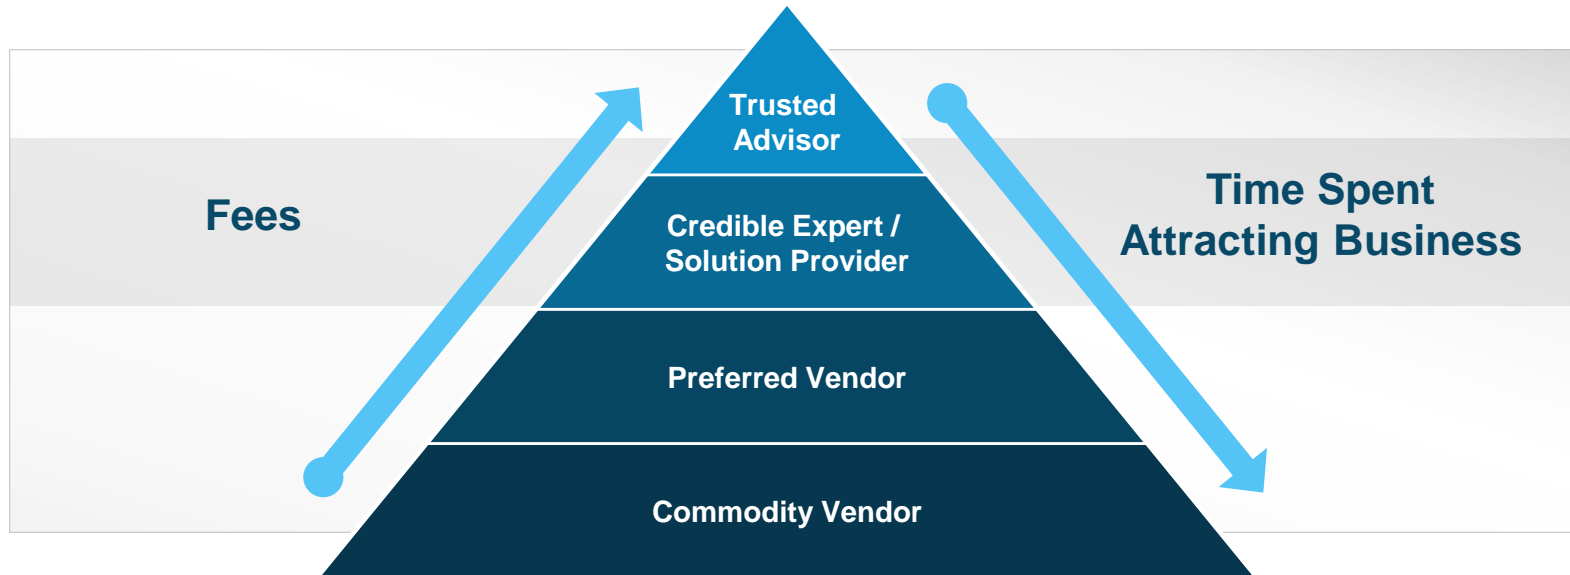 Trusted
Advisor
Fees
Time Spent
Attracting Business
Credible Expert /
Solution Provider
Preferred Vendor
Commodity Vendor